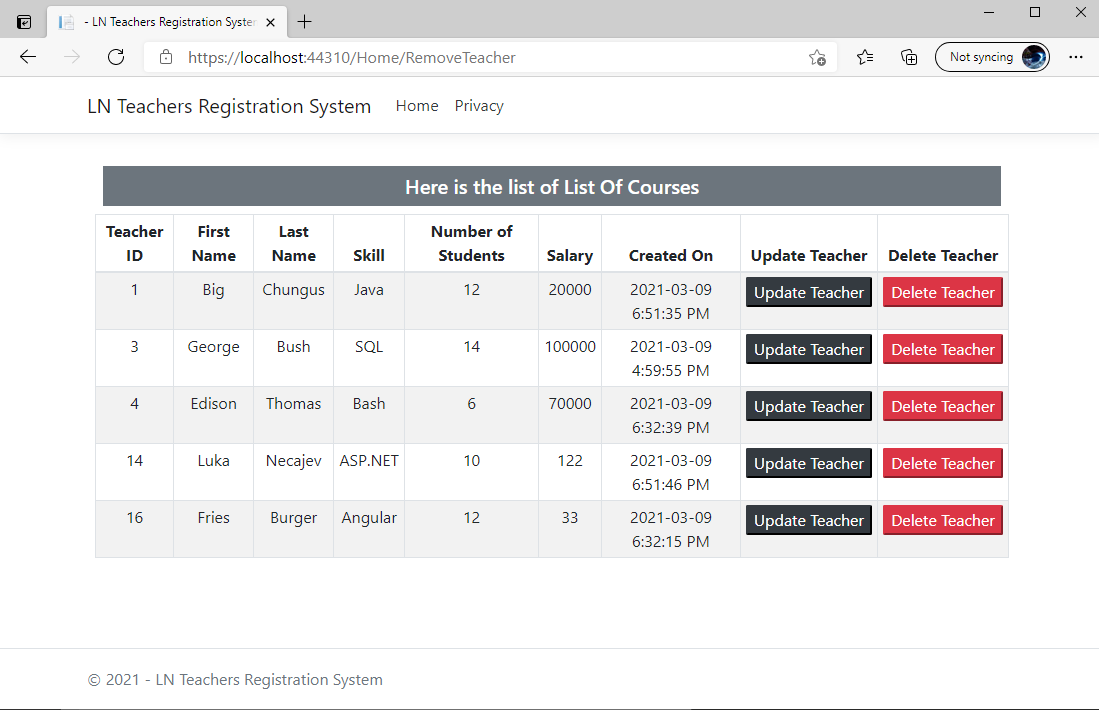 - LN Teachers Registration System
https://localhost:44310/Home/RemoveTeacher
Not syncing
LN Teachers Registration System Home Privacy
Here is the list of List Of Courses
Teacher ID First Name Last Name Skill Number of Students Salary Created On Update Teacher Delete Teacher
1 Big Chungus Java 12 20000 2021-03-09 6:51:35 PM Update Teacher Delete Teacher
3 George Bush SQL 14 100000 2021-03-09 4:59:55 PM Update Teacher Delete Teacher
4 Edison Thomas Bash 6 70000 2021-03-09 6:32:39 PM Update Teacher Delete Teacher
14 Luka Necajev ASP.NET 10 122 2021-03-09 6:51:46 PM Update Teacher Delete Teacher
16 Fries Burger Angular 12 33 2021-03-09 6:32:15 PM Update Teacher Delete Teacher
© 2021 - LN Teachers Registration System